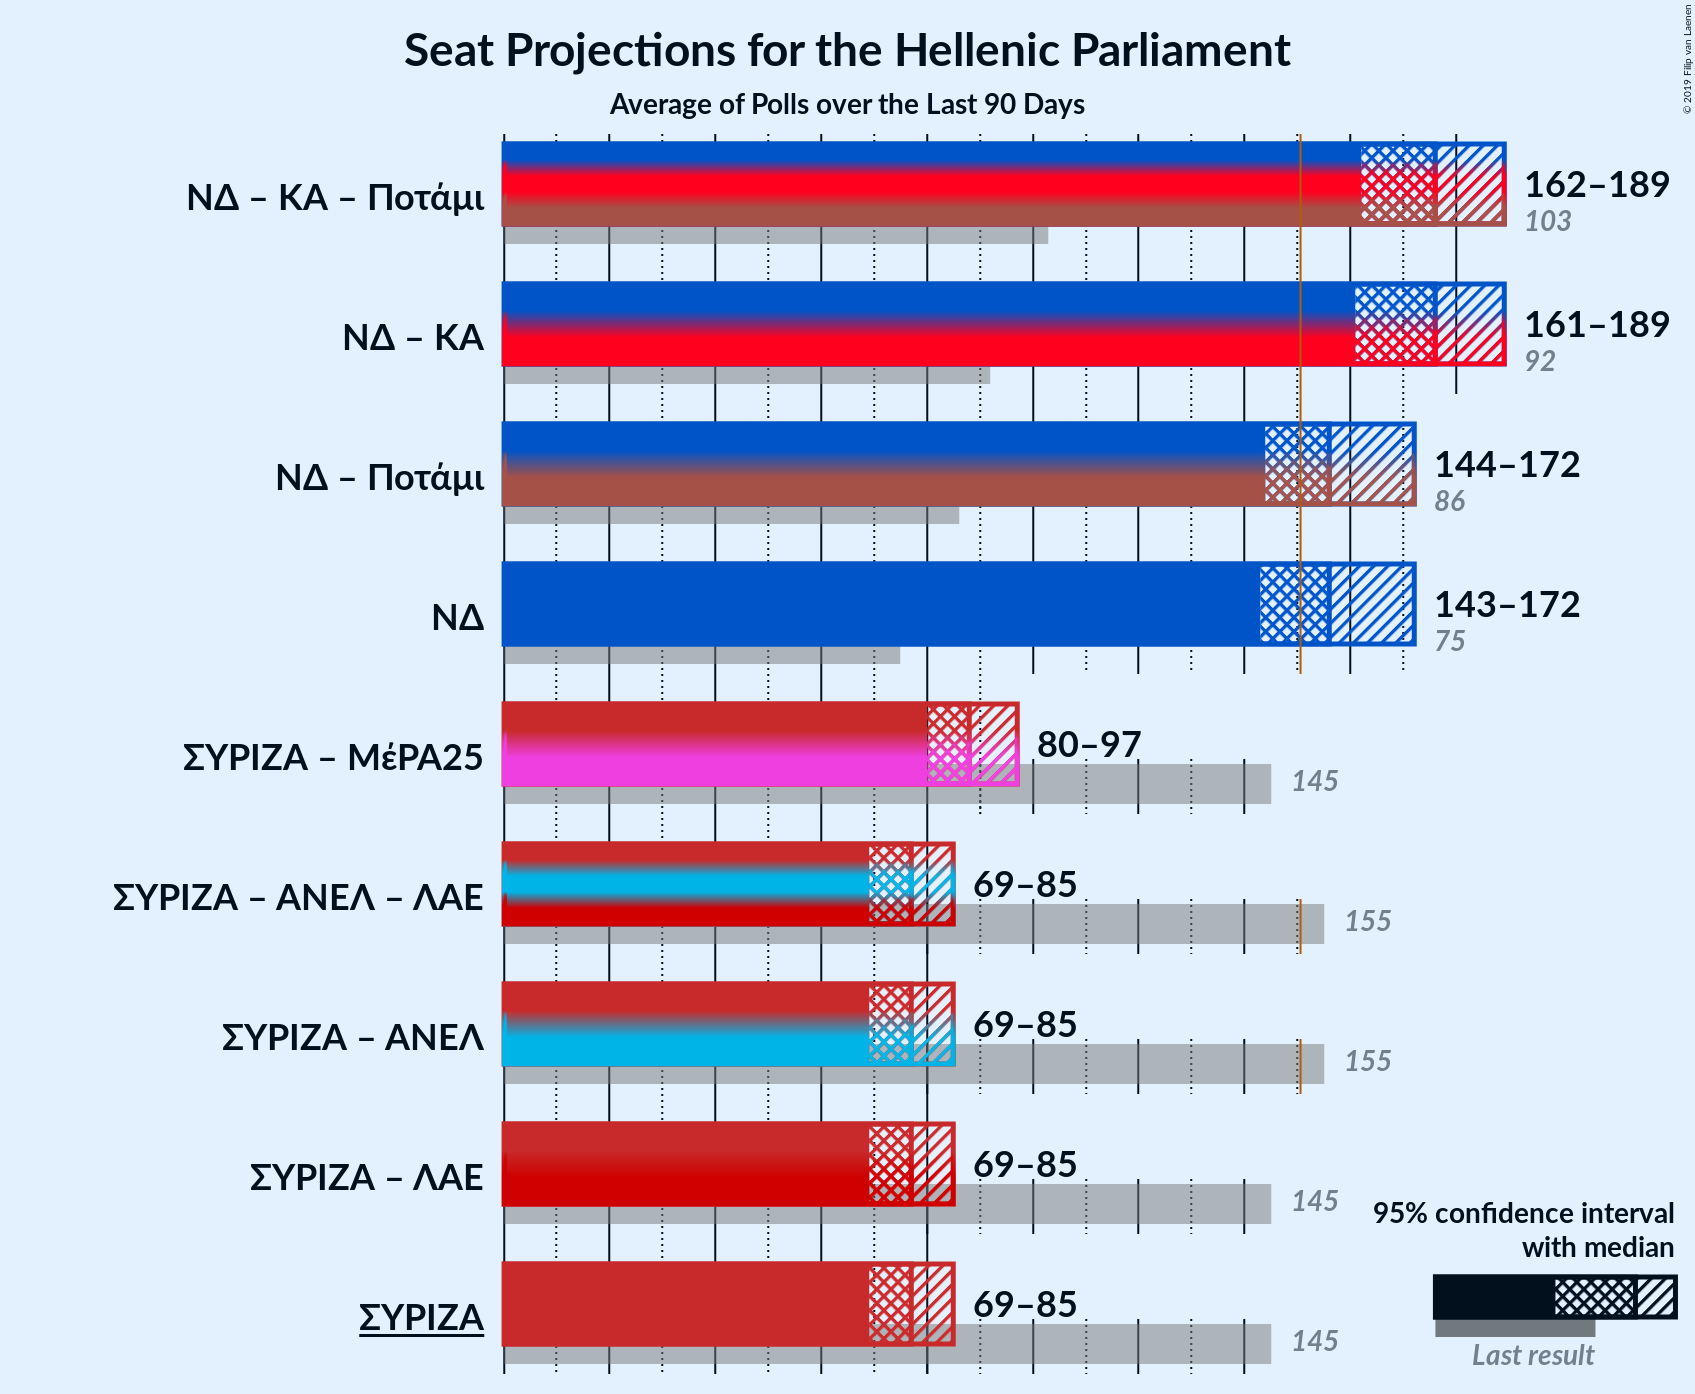 Seat Projections for the Hellenic Parliament
Average of Polls over the Last 90 Days
© 2019 Filip van Laenen
ΝΔ – ΚΑ – Ποτάμι
162–189
103
ΝΔ – ΚΑ
161–189
92
ΝΔ – Ποτάμι
144–172
86
ΝΔ
143–172
75
ΣΥΡΙΖΑ – ΜέΡΑ25
80–97
145
ΣΥΡΙΖΑ – ΑΝΕΛ – ΛΑΕ
69–85
155
ΣΥΡΙΖΑ – ΑΝΕΛ
69–85
155
ΣΥΡΙΖΑ – ΛΑΕ
69–85
145
ΣΥΡΙΖΑ
69–85
145
95% confidence interval
with median
Last result